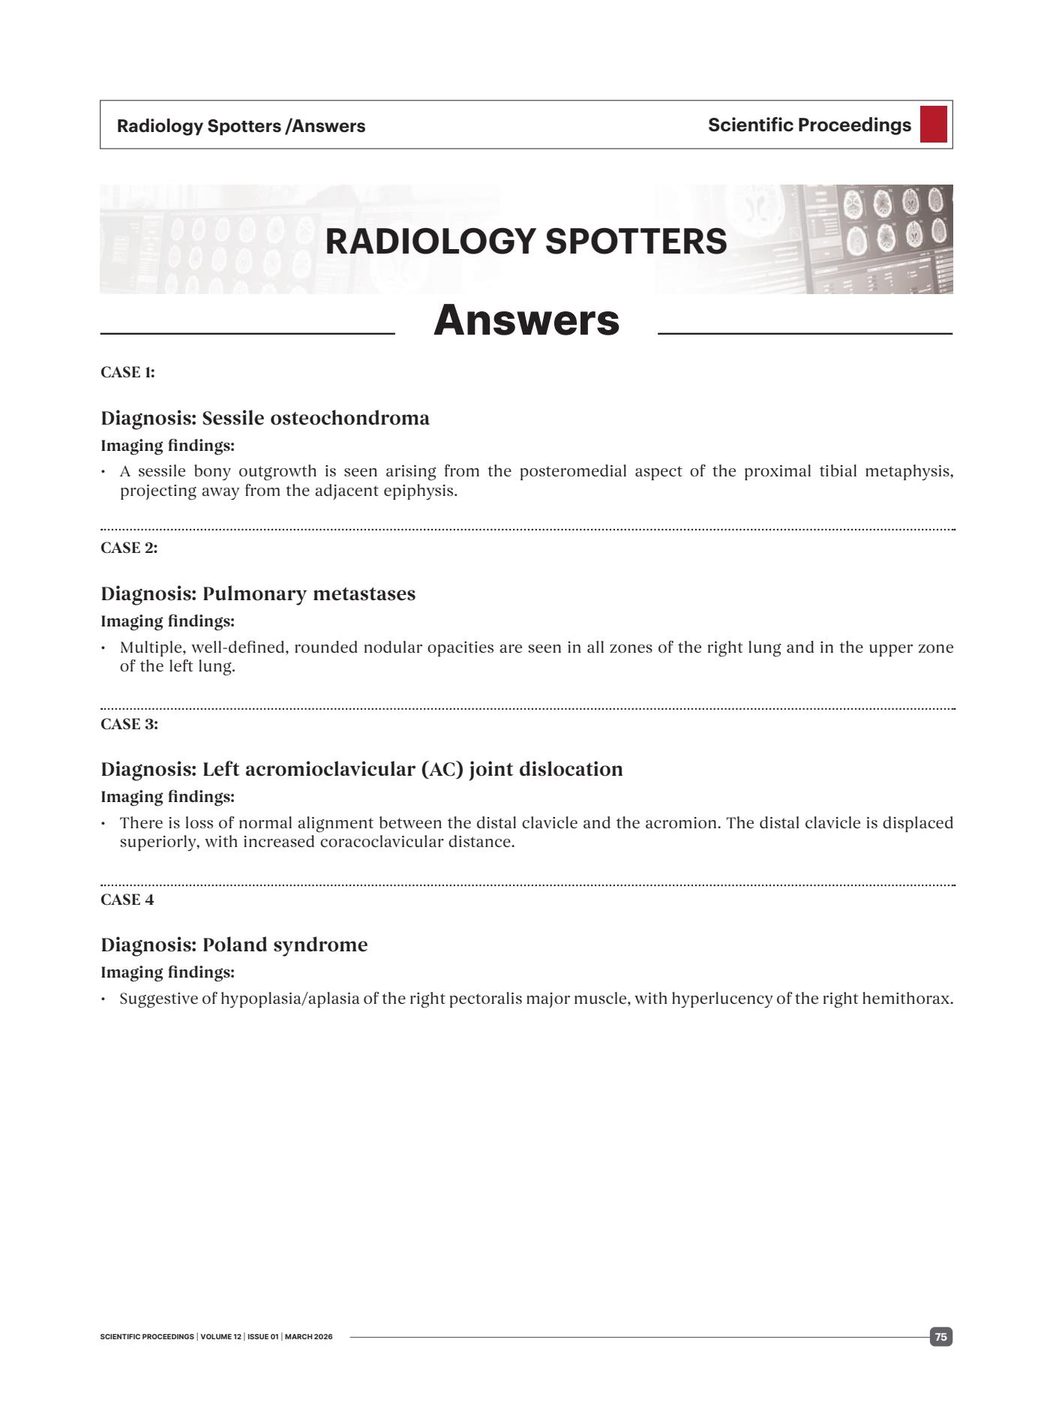 Radiology Spotters /Answers
Scientific Proceedings
RADIOLOGY SPOTTERS
Answers
CASE 1:
Diagnosis: Sessile osteochondroma
Imaging findings:
• A sessile bony outgrowth is seen arising from the posteromedial aspect of the proximal tibial metaphysis,
projecting away from the adjacent epiphysis.
CASE 2:
Diagnosis: Pulmonary metastases
Imaging findings:
• Multiple, well-defined, rounded nodular opacities are seen in all zones of the right lung and in the upper zone
of the left lung.
CASE 3:
Diagnosis: Left acromioclavicular (AC) joint dislocation
Imaging findings:
• There is loss of normal alignment between the distal clavicle and the acromion. The distal clavicle is displaced
superiorly, with increased coracoclavicular distance.
CASE 4
Diagnosis: Poland syndrome
Imaging findings:
• Suggestive of hypoplasia/aplasia of the right pectoralis major muscle, with hyperlucency of the right hemithorax.
SCIENTIFIC PROCEEDINGS | VOLUME 12 | ISSUE 01 | MARCH 2026
75